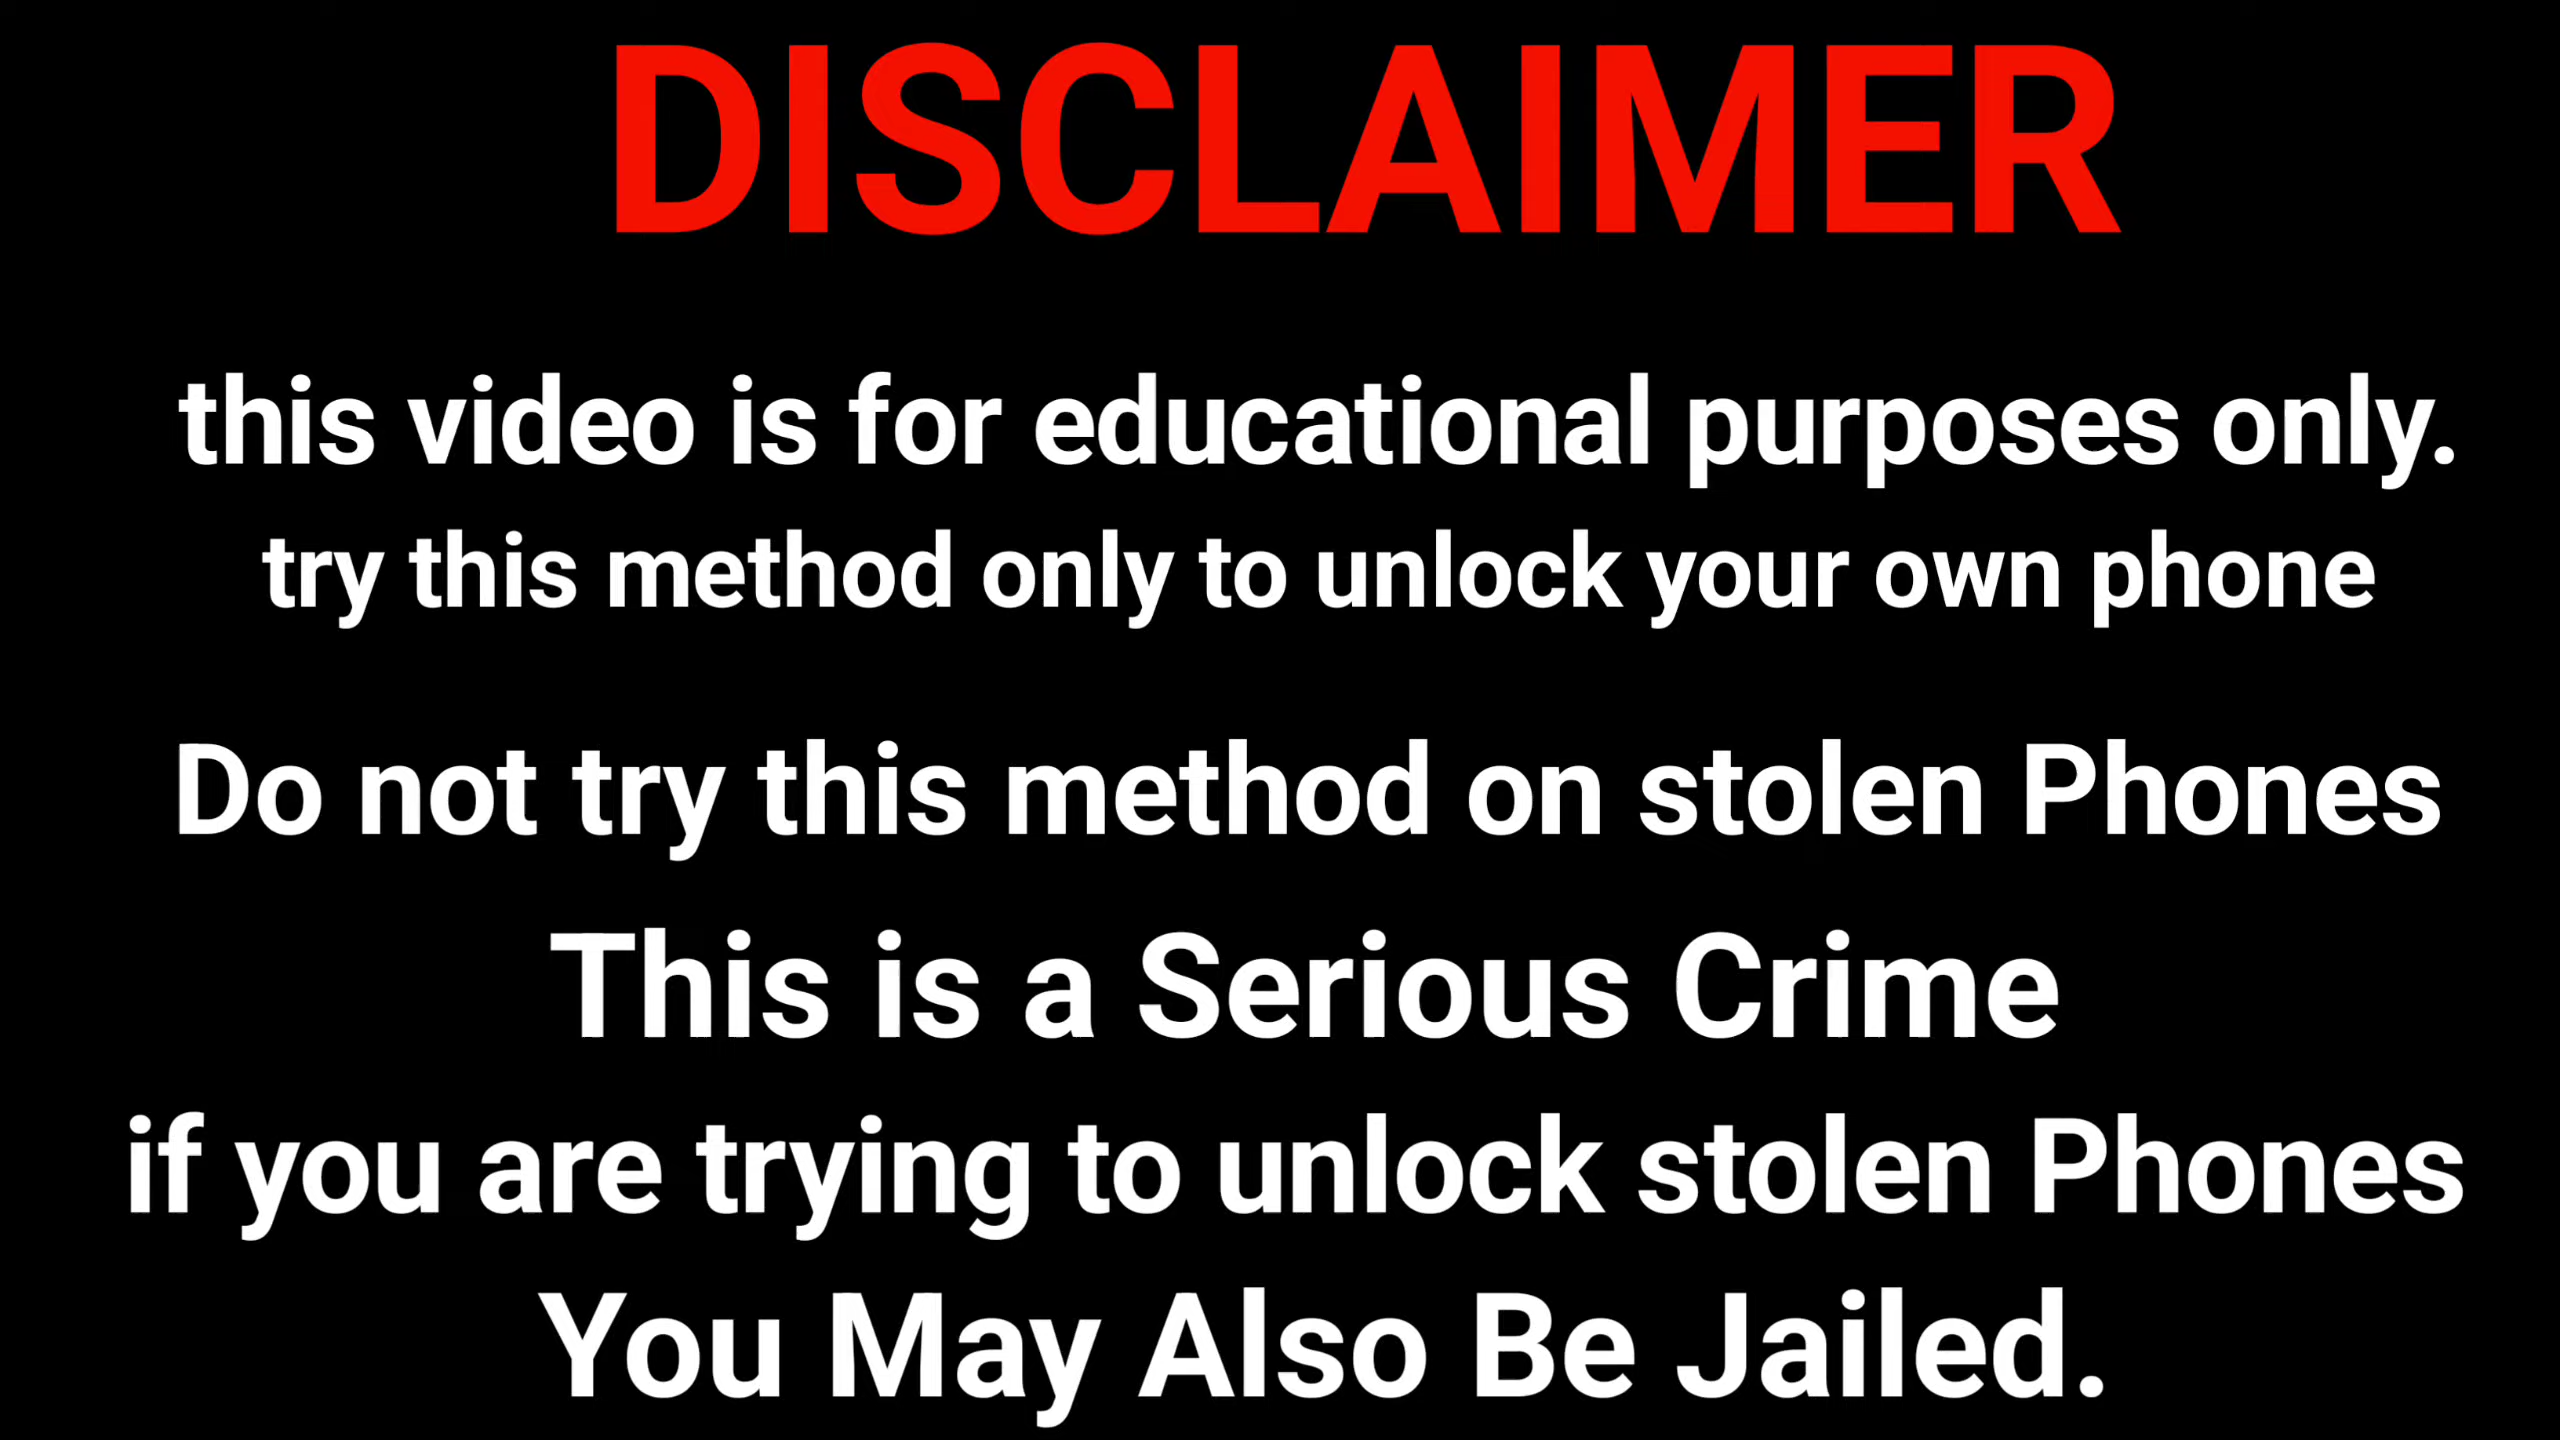 DISCLAIMER
this video is for educational purposes only.
try this method only to unlock your own phone
Do not try this method on stolen Phones
This is a Serious Crime
if you are trying to unlock stolen Phones
You May Also Be Jailed.